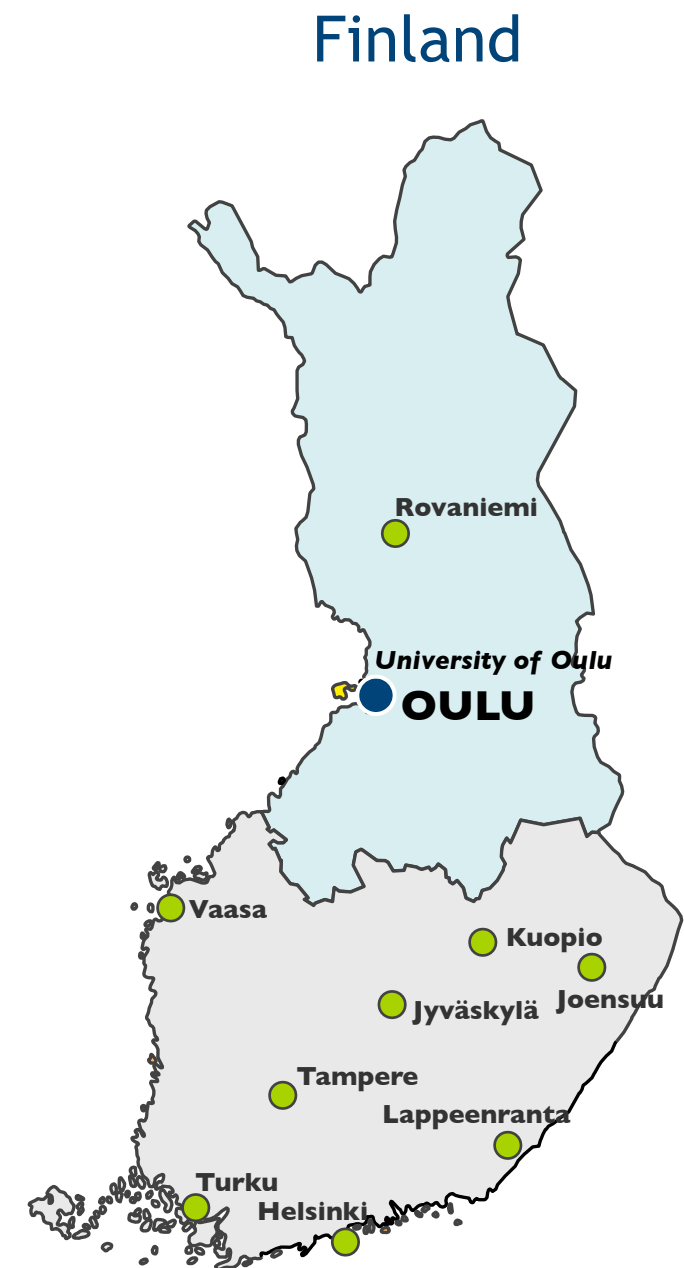 Finland
Rovaniemi
University of Oulu
OULU
Vaasa
Kuopio
Joensuu
Jyväskylä
Tampere
Lappeenranta
Turku
Helsinki